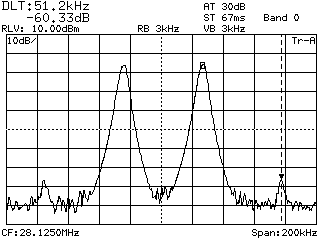 DLT:51.2kHz
-60.33dB
RLV: 10.00dBm
AT 30dB
ST 67ms
RB 3kHz
VB 3kHz
Band 0
10dB/
Tr-A
CF:28.1250MHz
Span:200kHz